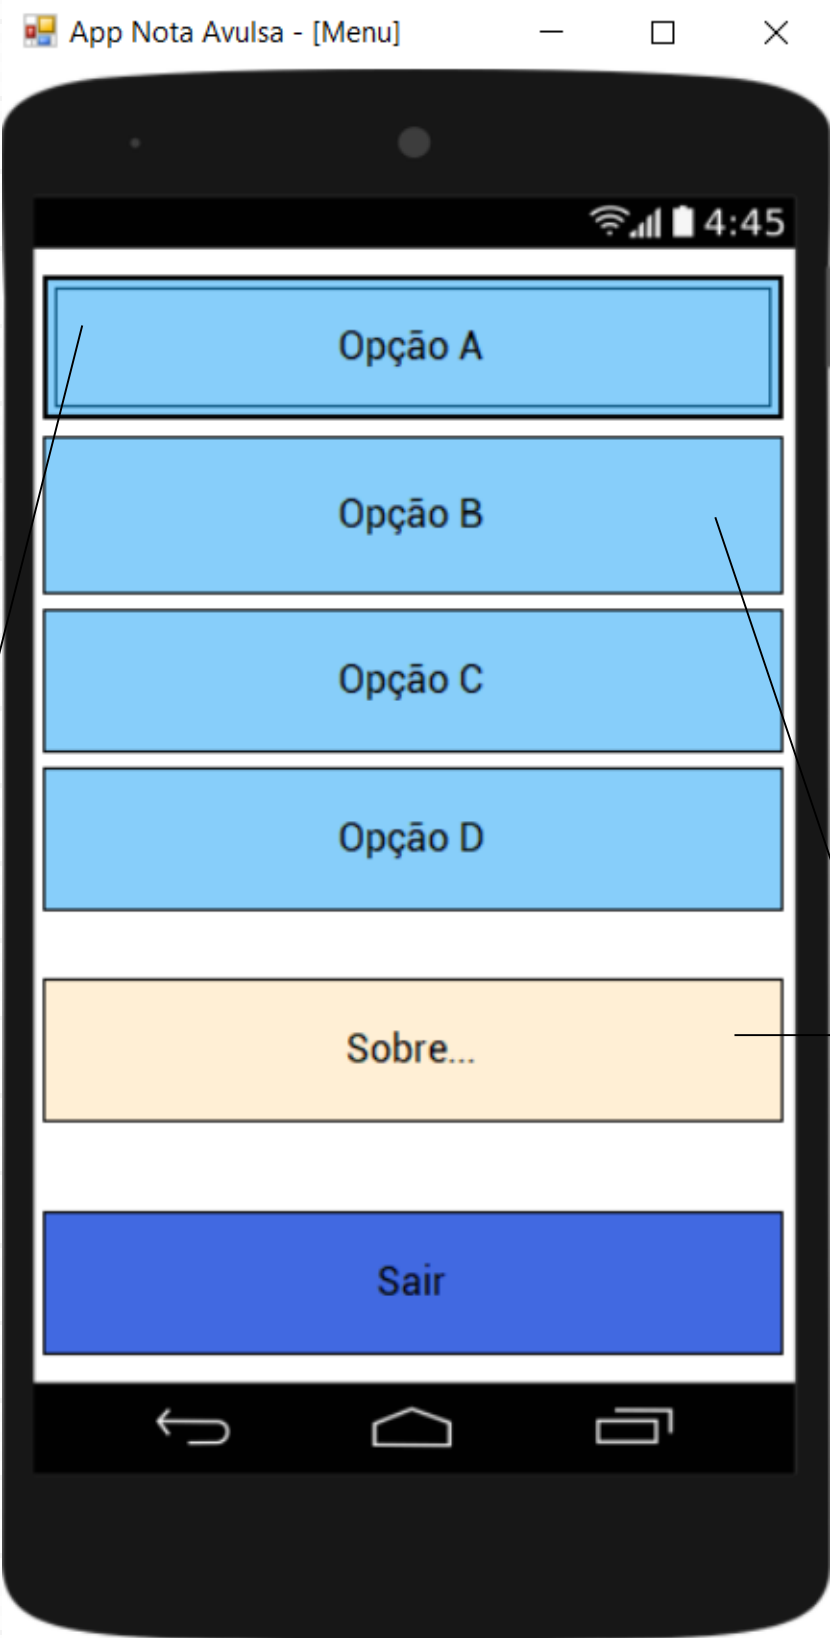 App Nota Avulsa - [Menu]
4:45
Opção A
Opção B
Opção C
Opção D
Sobre...
Sair